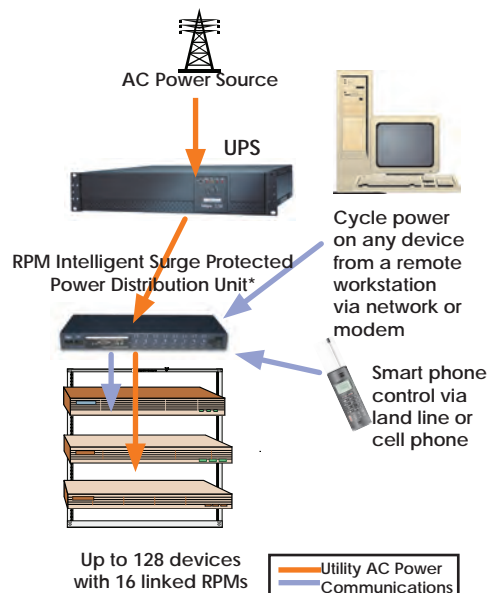 AC Power Source
UPS
RPM Intelligent Surge Protected
Power Distribution Unit*
Cycle power
on any device
from a remote
workstation
via network or
modem
Smart phone
control via
land line or
cell phone
Up to 128 devices
with 16 linked RPMs
Utility AC Power
Communications